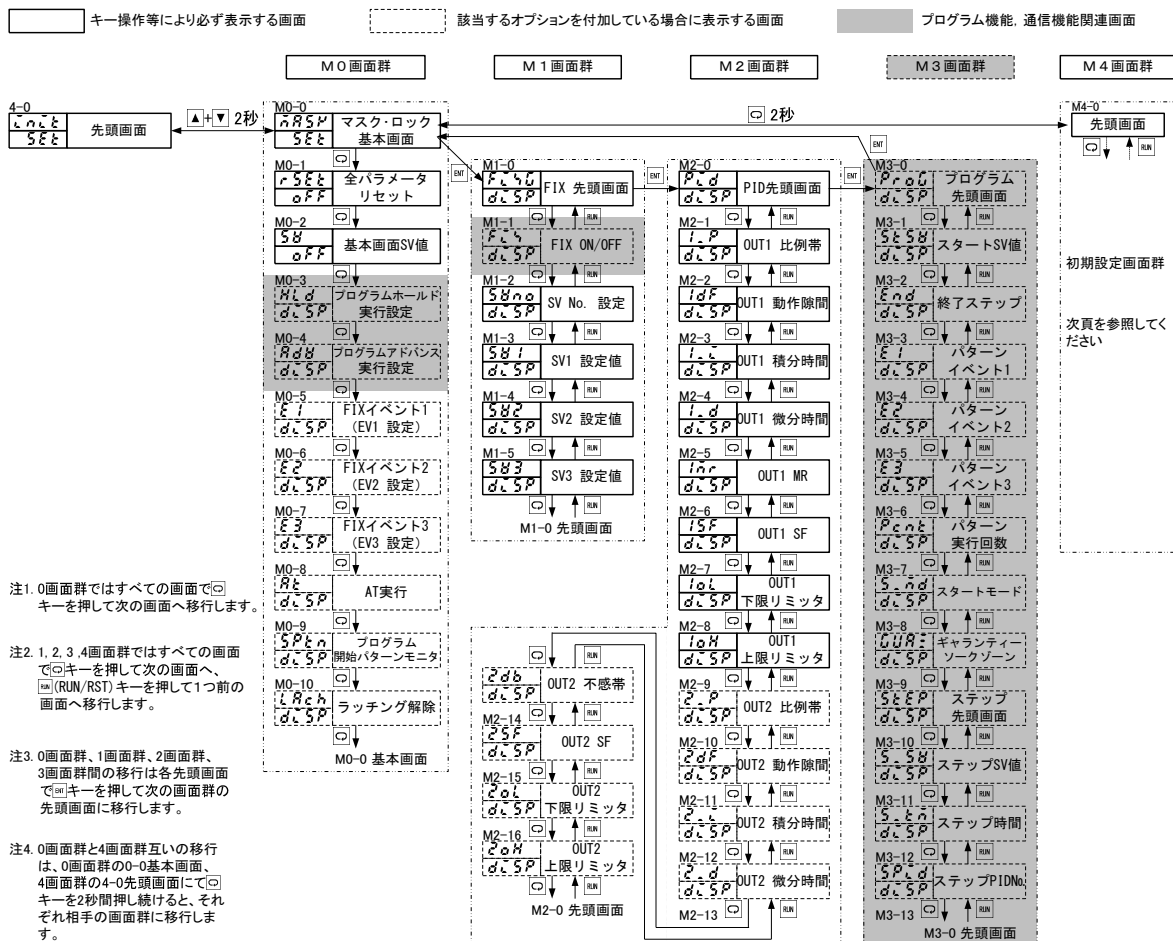 キー操作等により必ず表示する画面
該当するオプションを付加している場合に表示する画面
プログラム機能, 通信機能関連画面
M0画面群
M1画面群
M2画面群
M3画面群
M4画面群
4-0
先頭画面
▲+▼ 2秒
M0-0
マスク・ロック
基本画面
2秒
M4-0
先頭画面
RUN
初期設定画面群
次頁を参照してく
ださい
ENT
M0-1
全パラメータ
リセット
M0-2
基本画面SV値
M0-3
プログラムホールド
実行設定
M0-4
プログラムアドバンス
実行設定
M0-5
FIXイベント1
(EV1 設定)
M0-6
FIXイベント2
(EV2 設定)
M0-7
FIXイベント3
(EV3 設定)
M0-8
AT実行
M0-9
プログラム
開始パターンモニタ
M0-10
ラッチング解除
M0-0 基本画面
M1-0
FIX 先頭画面
ENT
M1-1
FIX ON/OFF
M1-2
SV No. 設定
M1-3
SV1 設定値
M1-4
SV2 設定値
M1-5
SV3 設定値
M1-0 先頭画面
M2-0
PID先頭画面
ENT
M2-1
OUT1 比例帯
M2-2
OUT1 動作隙間
M2-3
OUT1 積分時間
M2-4
OUT1 微分時間
M2-5
OUT1 MR
M2-6
OUT1 SF
M2-7
OUT1
下限リミッタ
M2-8
OUT1
上限リミッタ
M2-9
OUT2 比例帯
M2-10
OUT2 動作隙間
M2-11
OUT2 積分時間
M2-12
OUT2 微分時間
M2-13
OUT2 不感帯
M2-14
OUT2 SF
M2-15
OUT2
下限リミッタ
M2-16
OUT2
上限リミッタ
M2-0 先頭画面
ENT
M3-0
プログラム
先頭画面
M3-1
スタートSV値
M3-2
終了ステップ
M3-3
パターン
イベント1
M3-4
パターン
イベント2
M3-5
パターン
イベント3
M3-6
パターン
実行回数
M3-7
スタートモード
M3-8
ギャランティー
ソークゾーン
M3-9
ステップ
先頭画面
M3-10
ステップSV値
M3-11
ステップ時間
M3-12
ステップPIDNo.
M3-13
M3-0 先頭画面
注1. 0画面群ではすべての画面で
キーを押して次の画面へ移行します。
注2. 1, 2, 3 ,4画面群ではすべての画面
でキーを押して次の画面へ、
RUN(RUN/RST)キーを押して1つ前の
画面へ移行します。
注3. 0画面群、1画面群、2画面群、
3画面群間の移行は各先頭画面
でENTキーを押して次の画面群の
先頭画面に移行します。
注4. 0画面群と4画面群互いの移行
は、0画面群の0-0基本画面、
4画面群の4-0先頭画面にて
キーを2秒間押し続けると、それ
ぞれ相手の画面群に移行しま
す。